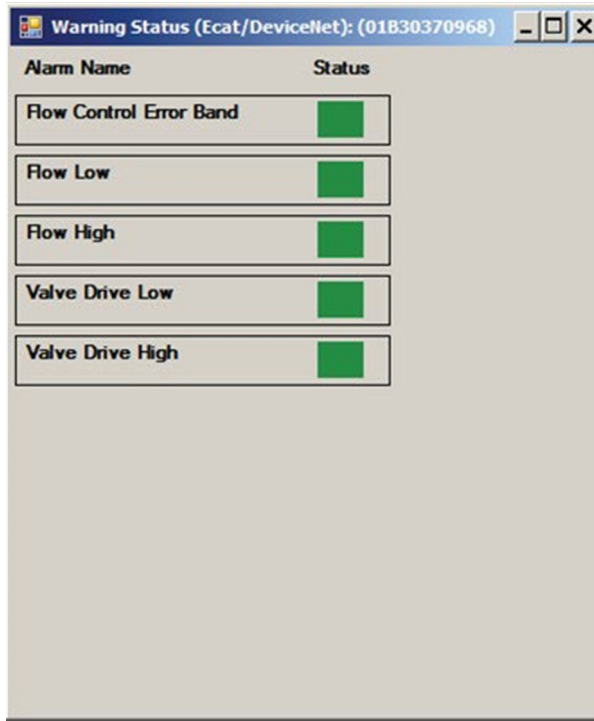 Warning Status (Ecat/DeviceNet): (01B30370968)
Alarm Name Status
Flow Control Error Band
Flow Low
Flow High
Valve Drive Low
Valve Drive High